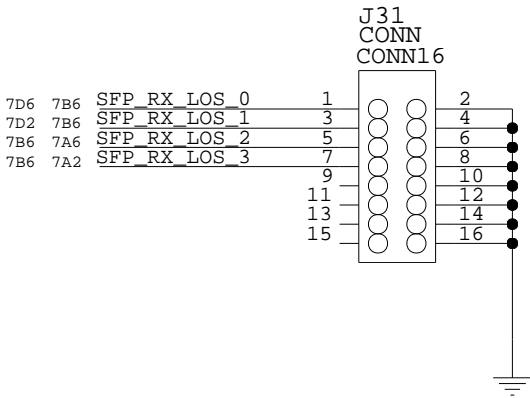 J31
CONN
CONN16
7D6 7B6 SFP_RX_LOS_0 1 2
7D2 7B6 SFP_RX_LOS_1 3 4
7B6 7A6 SFP_RX_LOS_2 5 6
7B6 7A2 SFP_RX_LOS_3 7 8
9 10
11 12
13 14
15 16